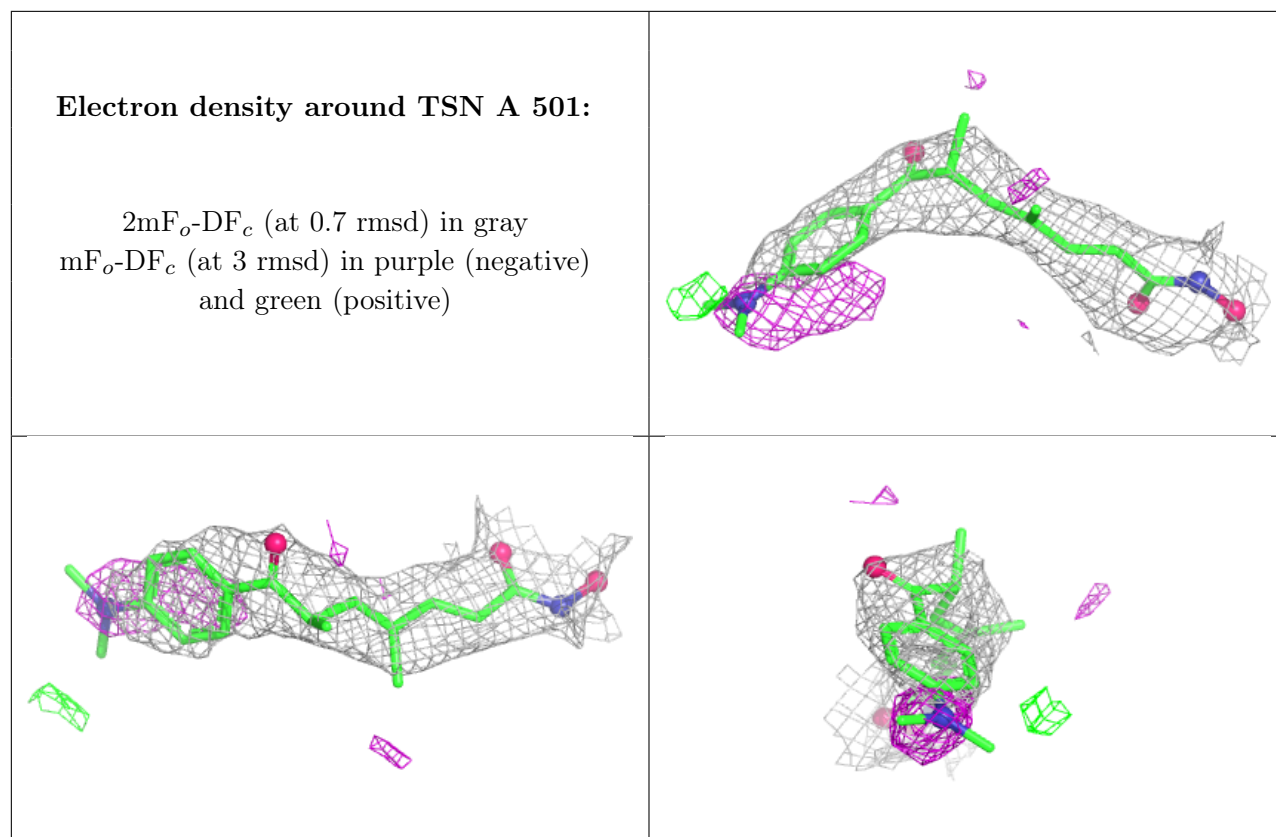 Electron density around TSN A 501:
2mFo-DFc (at 0.7 rmsd) in gray
mFo-DFc (at 3 rmsd) in purple (negative)
and green (positive)